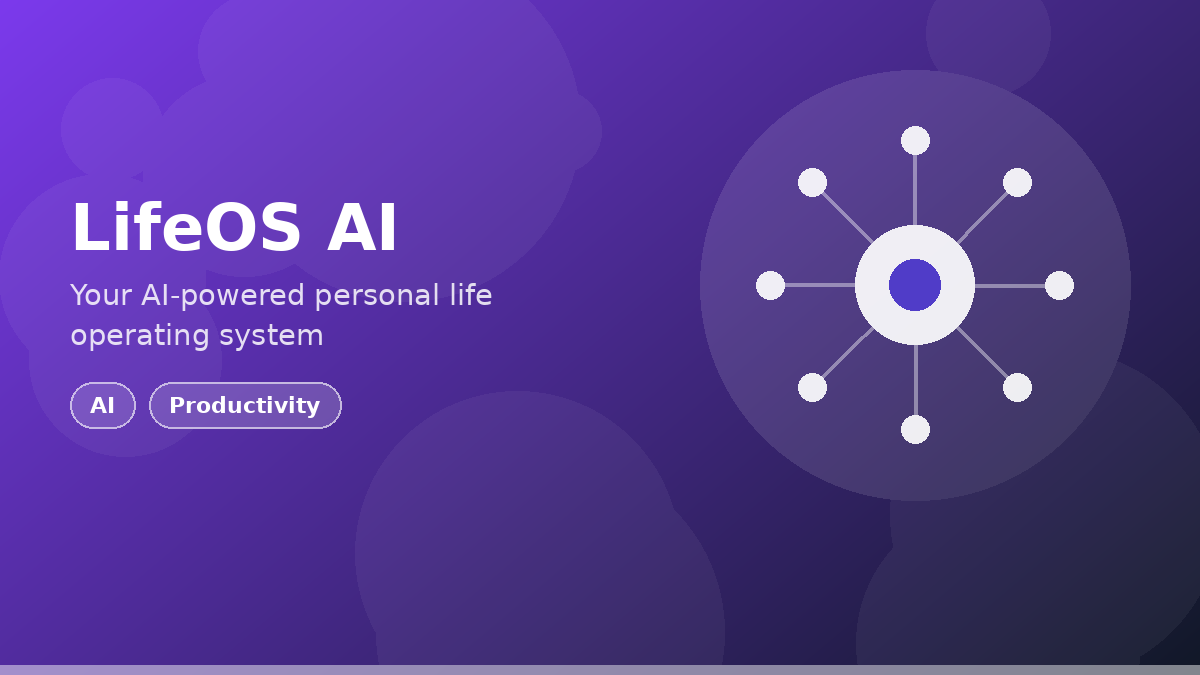 LifeOS AI
Your AI-powered personal life
operating system
AI
Productivity